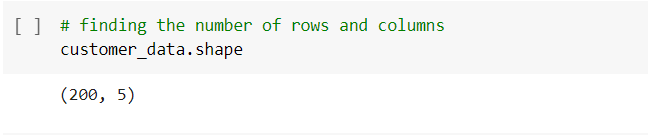 [ ] # finding the number of rows and columns
customer_data.shape
(200, 5)